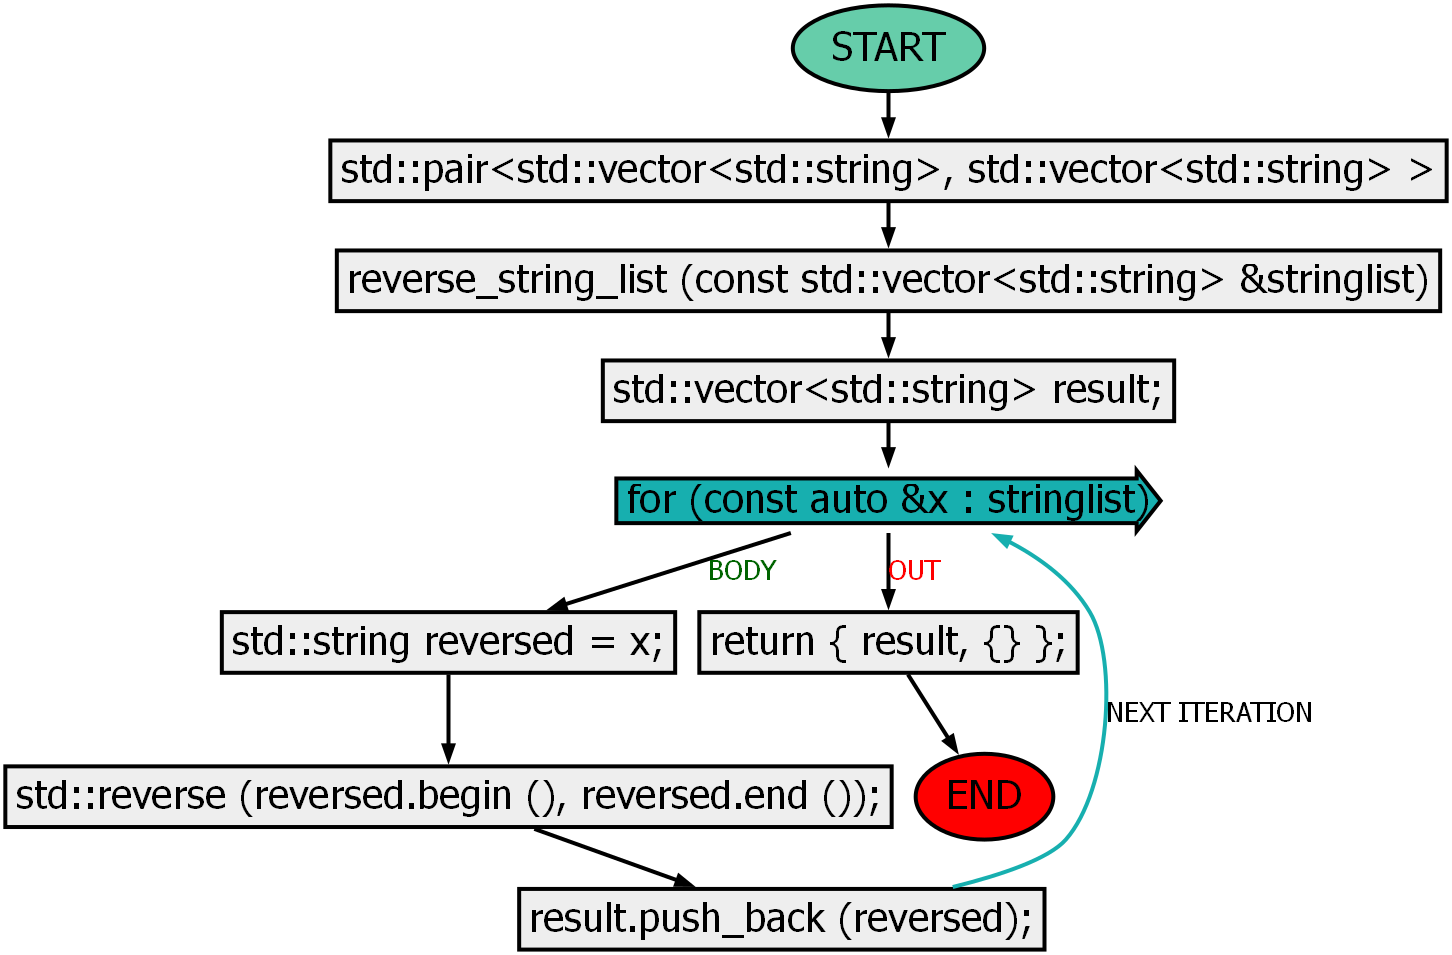 START
std::pair<std::vector<std::string>, std::vector<std::string> >
reverse_string_list (const std::vector<std::string> &stringlist)
std::vector<std::string> result;
for (const auto &x : stringlist)
BODY
OUT
std::string reversed = x;
return { result, {} };
NEXT ITERATION
std::reverse (reversed.begin (), reversed.end ());
END
result.push_back (reversed);